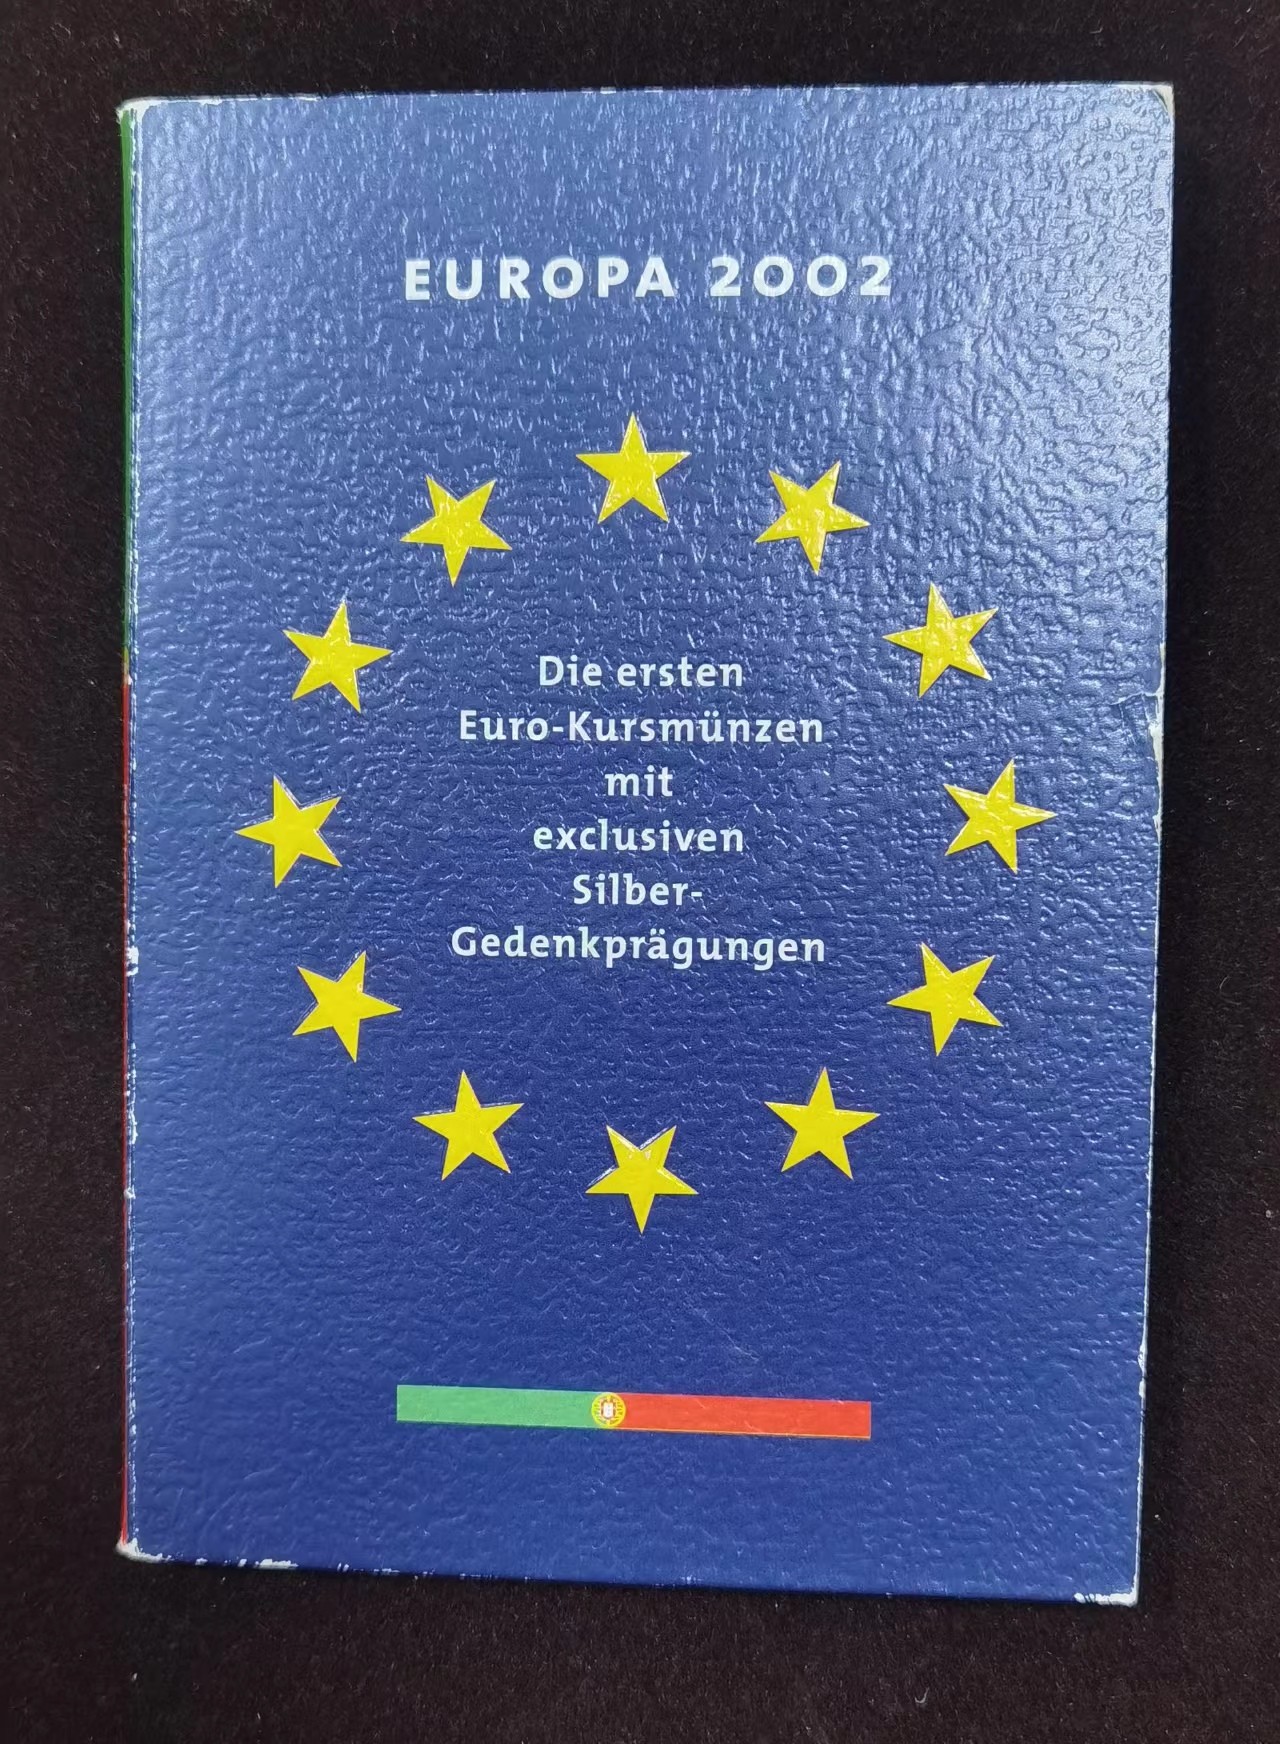 EUROPA 2002
Die ersten
Euro-Kursmünzen
mit
exclusiven
Silber-
Gedenkprägungen